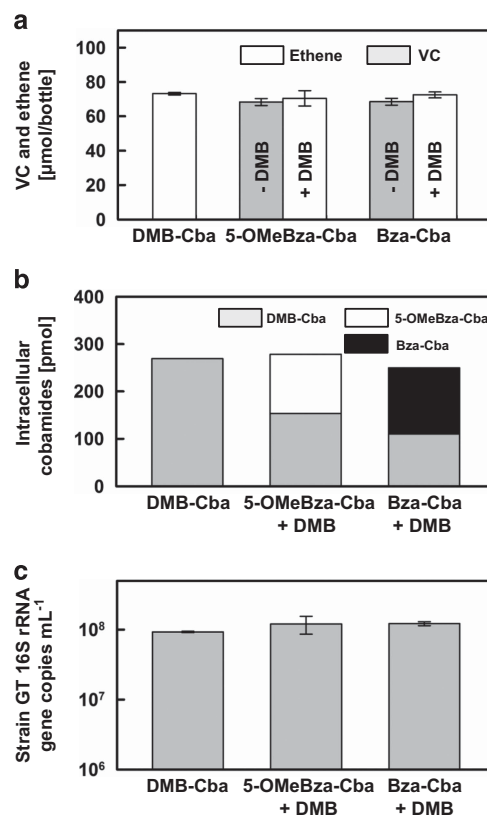 a
VC and ethene
[µmol/bottle]
100
80
60
40
20
0
Ethene
VC
- DMB
+ DMB
- DMB
+ DMB
DMB-Cba 5-OMeBza-Cba Bza-Cba
b
Intracellular
cobamides [pmol]
400
300
200
100
0
DMB-Cba
5-OMeBza-Cba
Bza-Cba
DMB-Cba 5-OMeBza-Cba Bza-Cba
+ DMB + DMB
c
Strain GT 16S rRNA
gene copies mL⁻¹
10⁸
10⁷
10⁶
DMB-Cba 5-OMeBza-Cba Bza-Cba
+ DMB + DMB